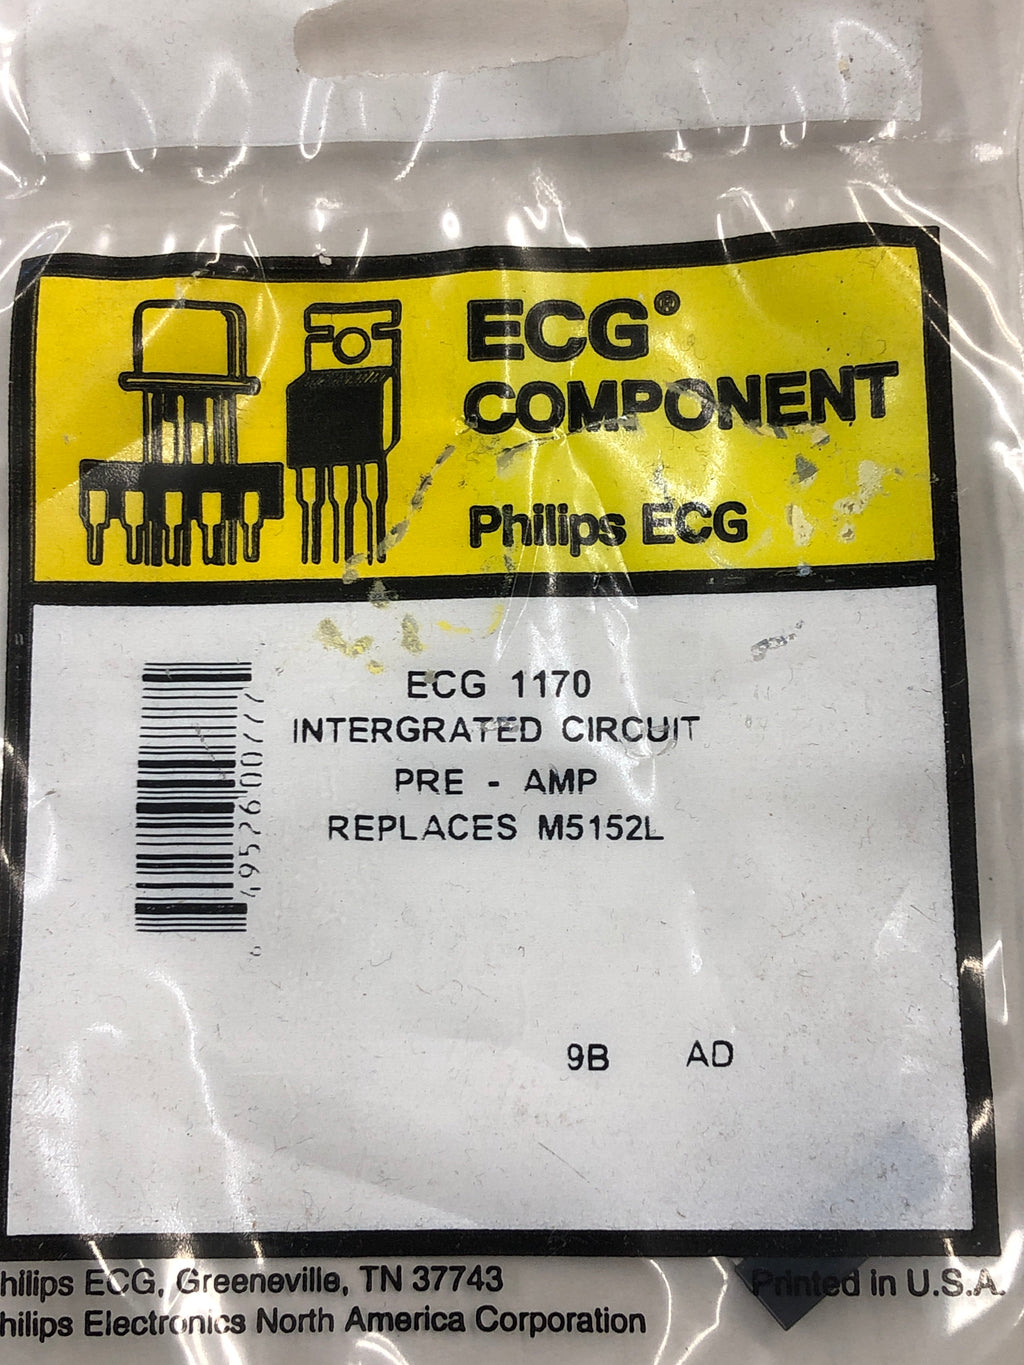 ECG®
COMPONENT
Philips ECG
ECG 1170
INTERGRATED CIRCUIT
PRE - AMP
REPLACES M5152L
9B AD
hilips ECG, Greeneville, TN 37743
Printed in U.S.A.
hilips Electronics North America Corporation